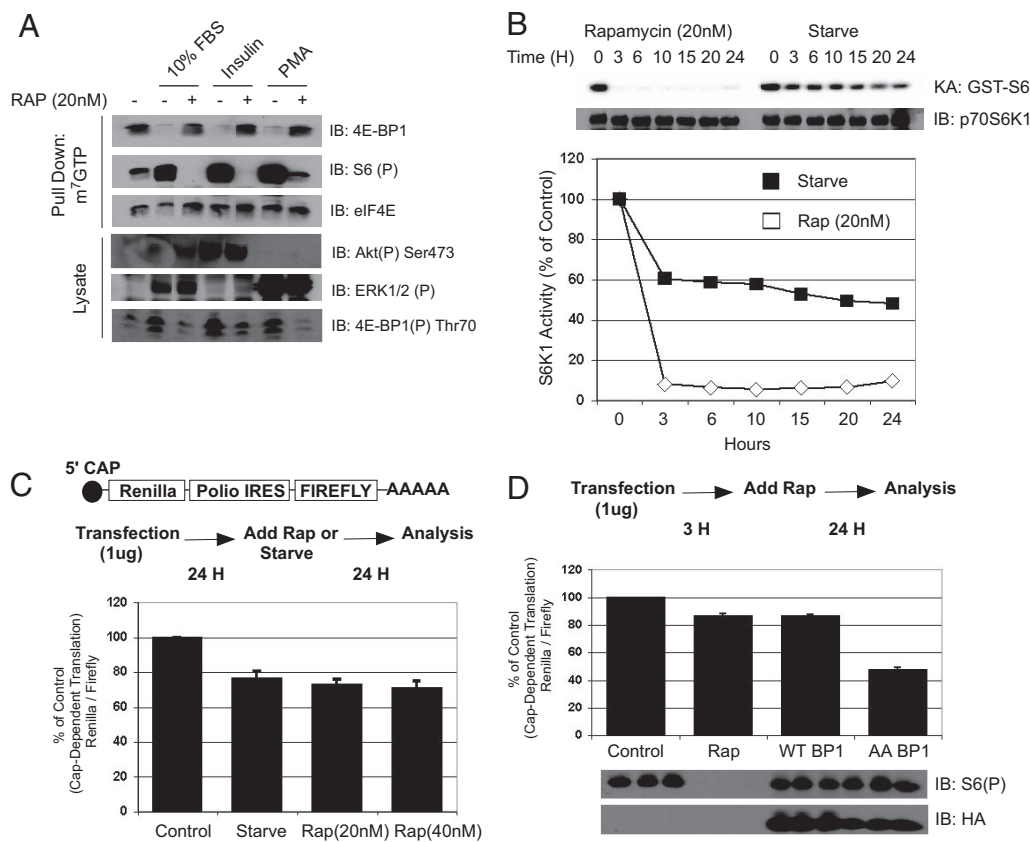 A
10% FBS
Insulin
PMA
RAP (20nM)
- - + - + - +
Pull Down:
m⁷GTP
IB: 4E-BP1
IB: S6 (P)
IB: eIF4E
Lysate
IB: Akt(P) Ser473
IB: ERK1/2 (P)
IB: 4E-BP1(P) Thr70
B
Rapamycin (20nM) Starve
Time (H) 0 3 6 10 15 20 24 0 3 6 10 15 20 24
KA: GST-S6
IB: p70S6K1
S6K1 Activity (% of Control)
120
100
80
60
40
20
0
Starve
Rap (20nM)
0 3 6 10 15 20 24
Hours
C
5' CAP
Renilla Polio IRES FIREFLY AAAAA
Transfection
(1ug)
Add Rap or
Starve
Analysis
24 H 24 H
% of Control
(Cap-Dependent Translation)
Renilla / Firefly
120
100
80
60
40
20
0
Control Starve Rap(20nM) Rap(40nM)
D
Transfection
(1ug)
Add Rap
Analysis
3 H 24 H
% of Control
(Cap-Dependent Translation)
Renilla / Firefly
120
100
80
60
40
20
0
Control Rap WT BP1 AA BP1
IB: S6(P)
IB: HA